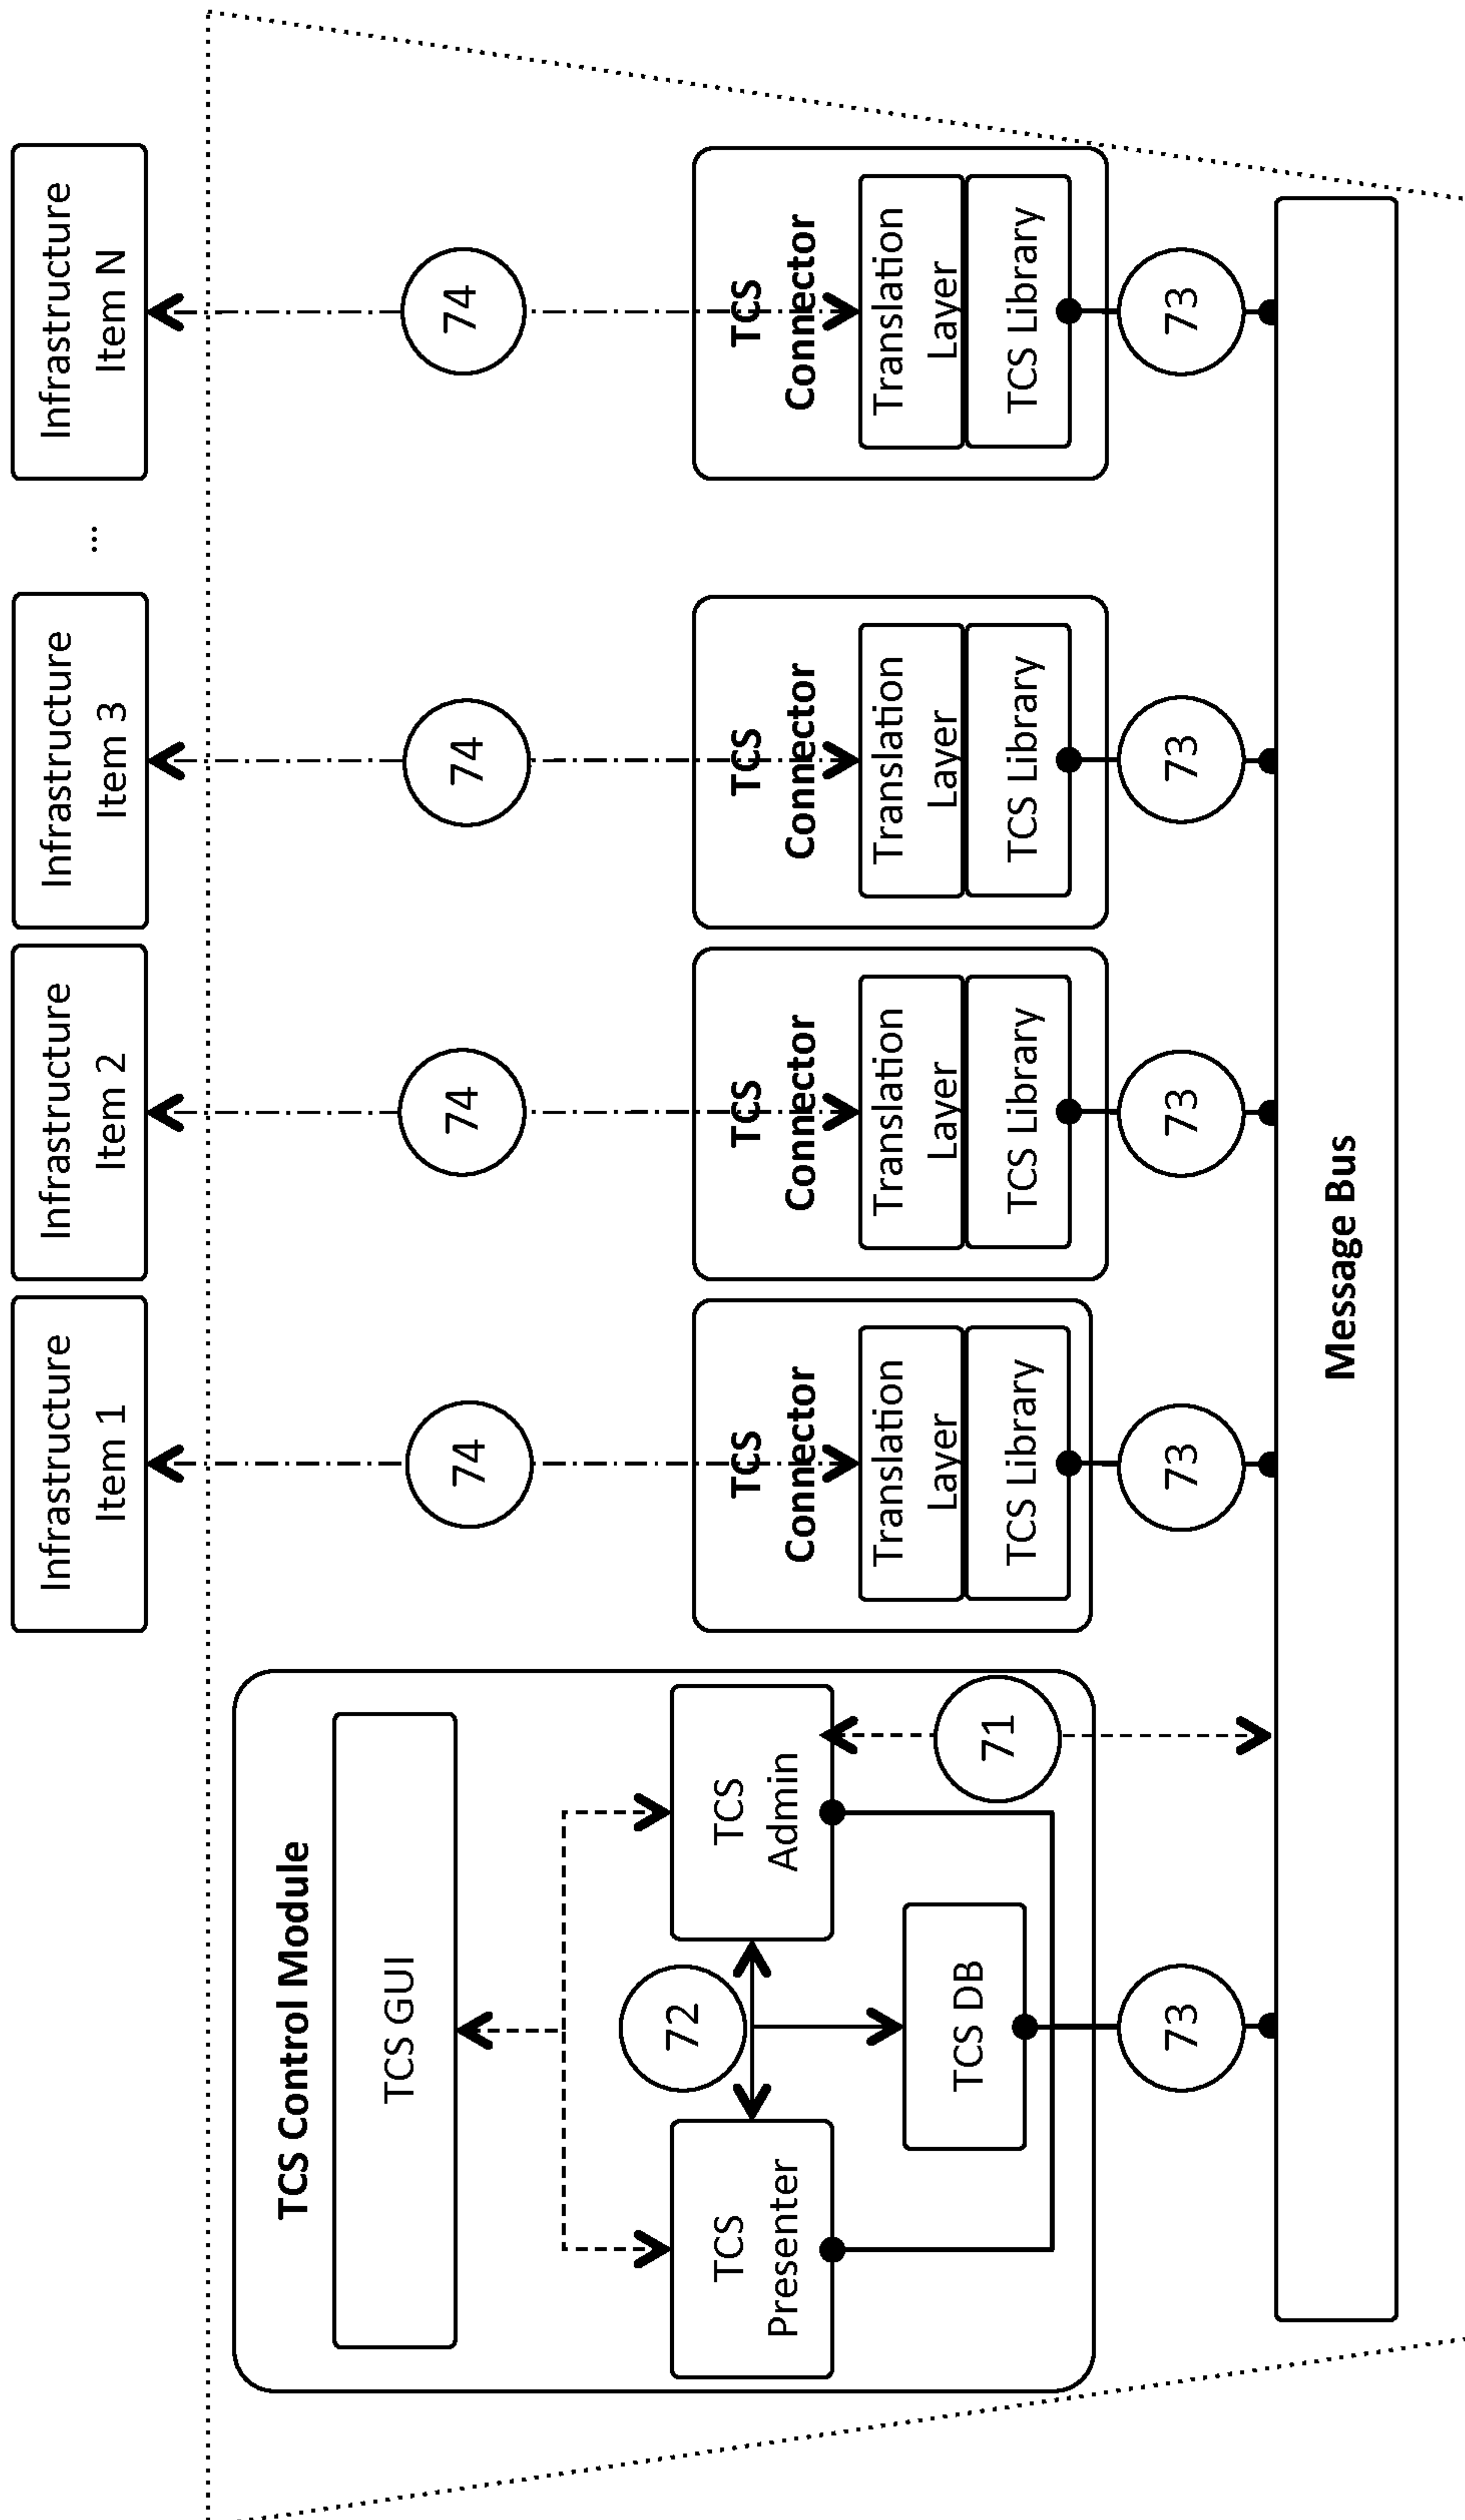 Infrastructure
Item 1
Infrastructure
Item 2
Infrastructure
Item 3
...
Infrastructure
Item N
TCS Control Module
TCS GUI
72
TCS
Presenter
TCS
Admin
TCS DB
71
73
74
TCS
Connector
Translation
Layer
TCS Library
73
74
TCS
Connector
Translation
Layer
TCS Library
73
74
TCS
Connector
Translation
Layer
TCS Library
73
74
TCS
Connector
Translation
Layer
TCS Library
73
Message Bus